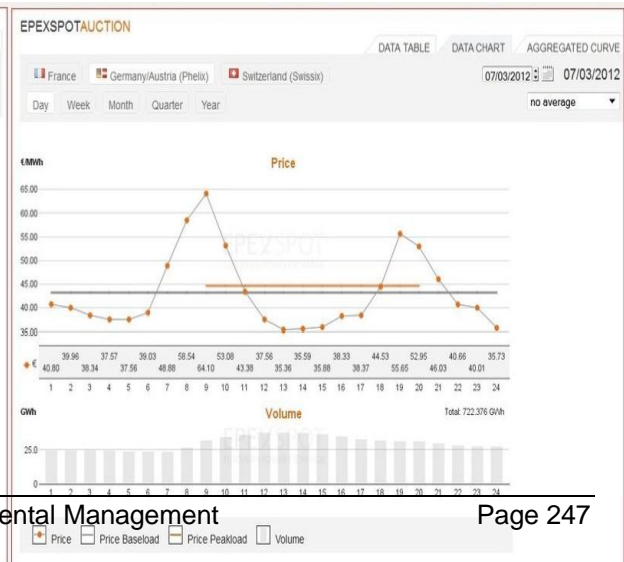 EPEXSPOTAUCTION
DATA TABLE DATA CHART AGGREGATED CURVE
France Germany/Austria (Phelix) Switzerland (Swissix) 07/03/2012 07/03/2012
Day Week Month Quarter Year no average
€/MWh Price
65.00
60.00
55.00
EPEXSPOT
50.00
45.00
40.00
35.00
39.96 37.57 39.03 58.54 53.08 37.56 35.59 38.33 44.53 52.95 40.66 35.73
€ 40.80 38.34 37.56 48.88 64.10 43.38 35.36 35.88 38.37 55.65 46.03 40.01
1 2 3 4 5 6 7 8 9 10 11 12 13 14 15 16 17 18 19 20 21 22 23 24
GWh Volume Total: 722.376 GWh
EPEXSPOT
25.0
0
1 2 3 4 5 6 7 8 9 10 11 12 13 14 15 16 17 18 19 20 21 22 23 24
ental Management Page 247
Price Price Baseload Price Peakload Volume